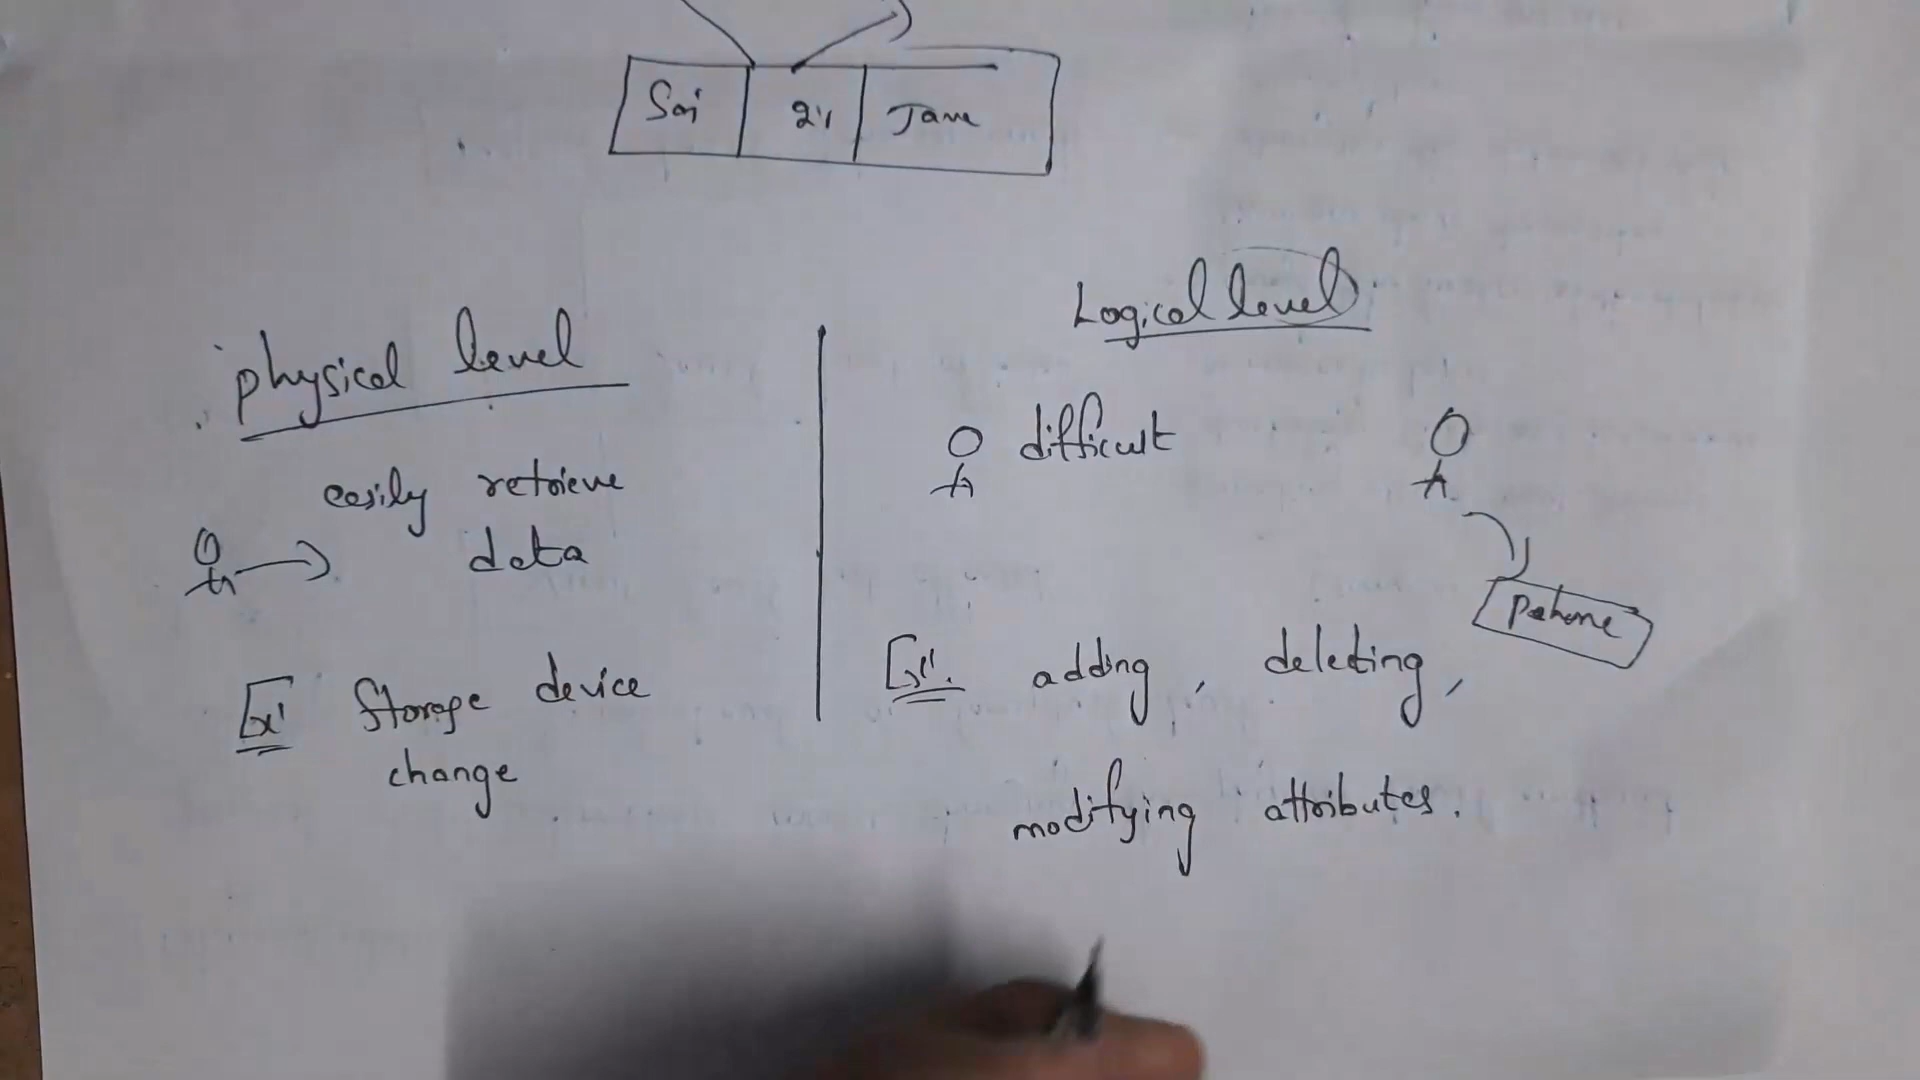 Sai 21 Jane
physical level
easily retrieve
data
Ex' Storage device
change
Logical level
difficult
Pehone
Ex'. adding, deleting,
modifying attributes.